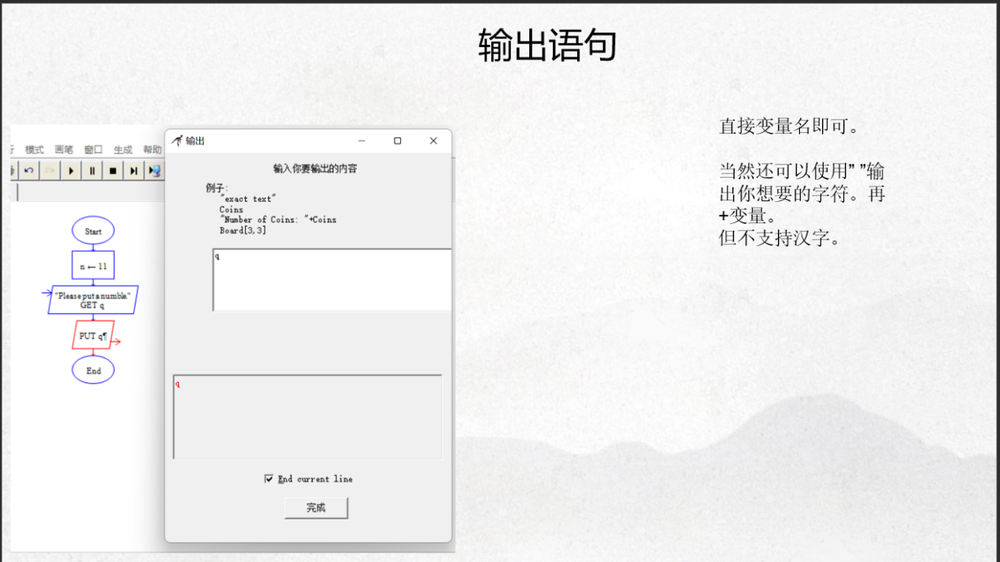 输出语句
模式 画笔 窗口 生成 帮助
Start
n ← 11
"Please put a numble."
GET q
PUT q¶
End
输出
输入你要输出的内容
例子:
"exact text"
Coins
"Number of Coins: "+Coins
Board[3,3]
q
q
End current line
完成
直接变量名即可。
当然还可以使用” ”输
出你想要的字符。再
+变量。
但不支持汉字。